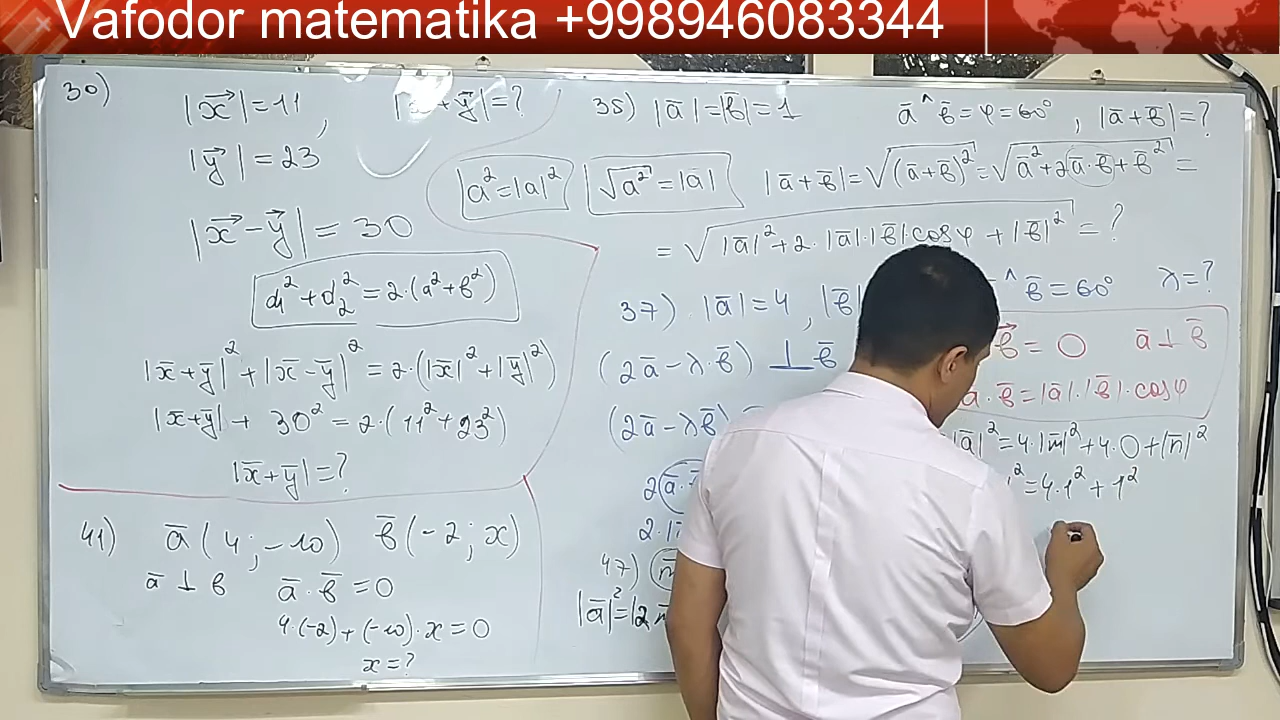 Vafodor matematika +998946083344
30) |x⃗|=11, |x⃗+y⃗|=?
|y⃗|=23
|x⃗-y⃗|=30
d₁²+d₂²=2·(a²+b²)
|x̄+ȳ|²+|x̄-ȳ|²=2·(|x̄|²+|ȳ|²)
|x̄+ȳ|+30²=2·(11²+23²)
|x̄+ȳ|=?
41) ā(4;-10) в̄(-2;x)
ā⊥в ā·в̄=0
4·(-2)+(-10)·x=0
x=?
35) |ā|=|в̄|=1 ā^в̄=φ=60°, |ā+в̄|=?
a²=|a|² √a²=|a| |ā+в̄|=√(ā+в̄)²=√ā²+2ā·в̄+в̄²=
=√|ā|²+2·|ā|·|в̄|·cosφ+|в̄|²=?
37) |ā|=4, |в̄| ^в̄=60° λ=?
(2ā-λ·в̄)⊥в̄
(2ā-λв̄)
в̄=0 ā⊥в̄
a·в̄=|ā|·|в̄|·cosφ
2(ā·
47)
|ā|²=|2m̄
|ā|²=4·|m̄|²+4·0+|n̄|²
|²=4·1²+1²